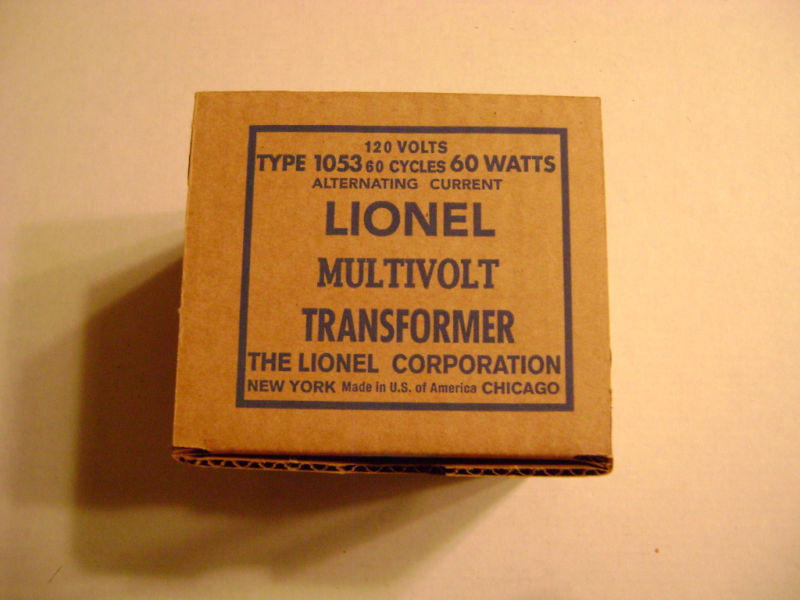 120 VOLTS
TYPE 1053 60 CYCLES 60 WATTS
ALTERNATING CURRENT
LIONEL
MULTIVOLT
TRANSFORMER
THE LIONEL CORPORATION
NEW YORK Made in U.S. of America CHICAGO